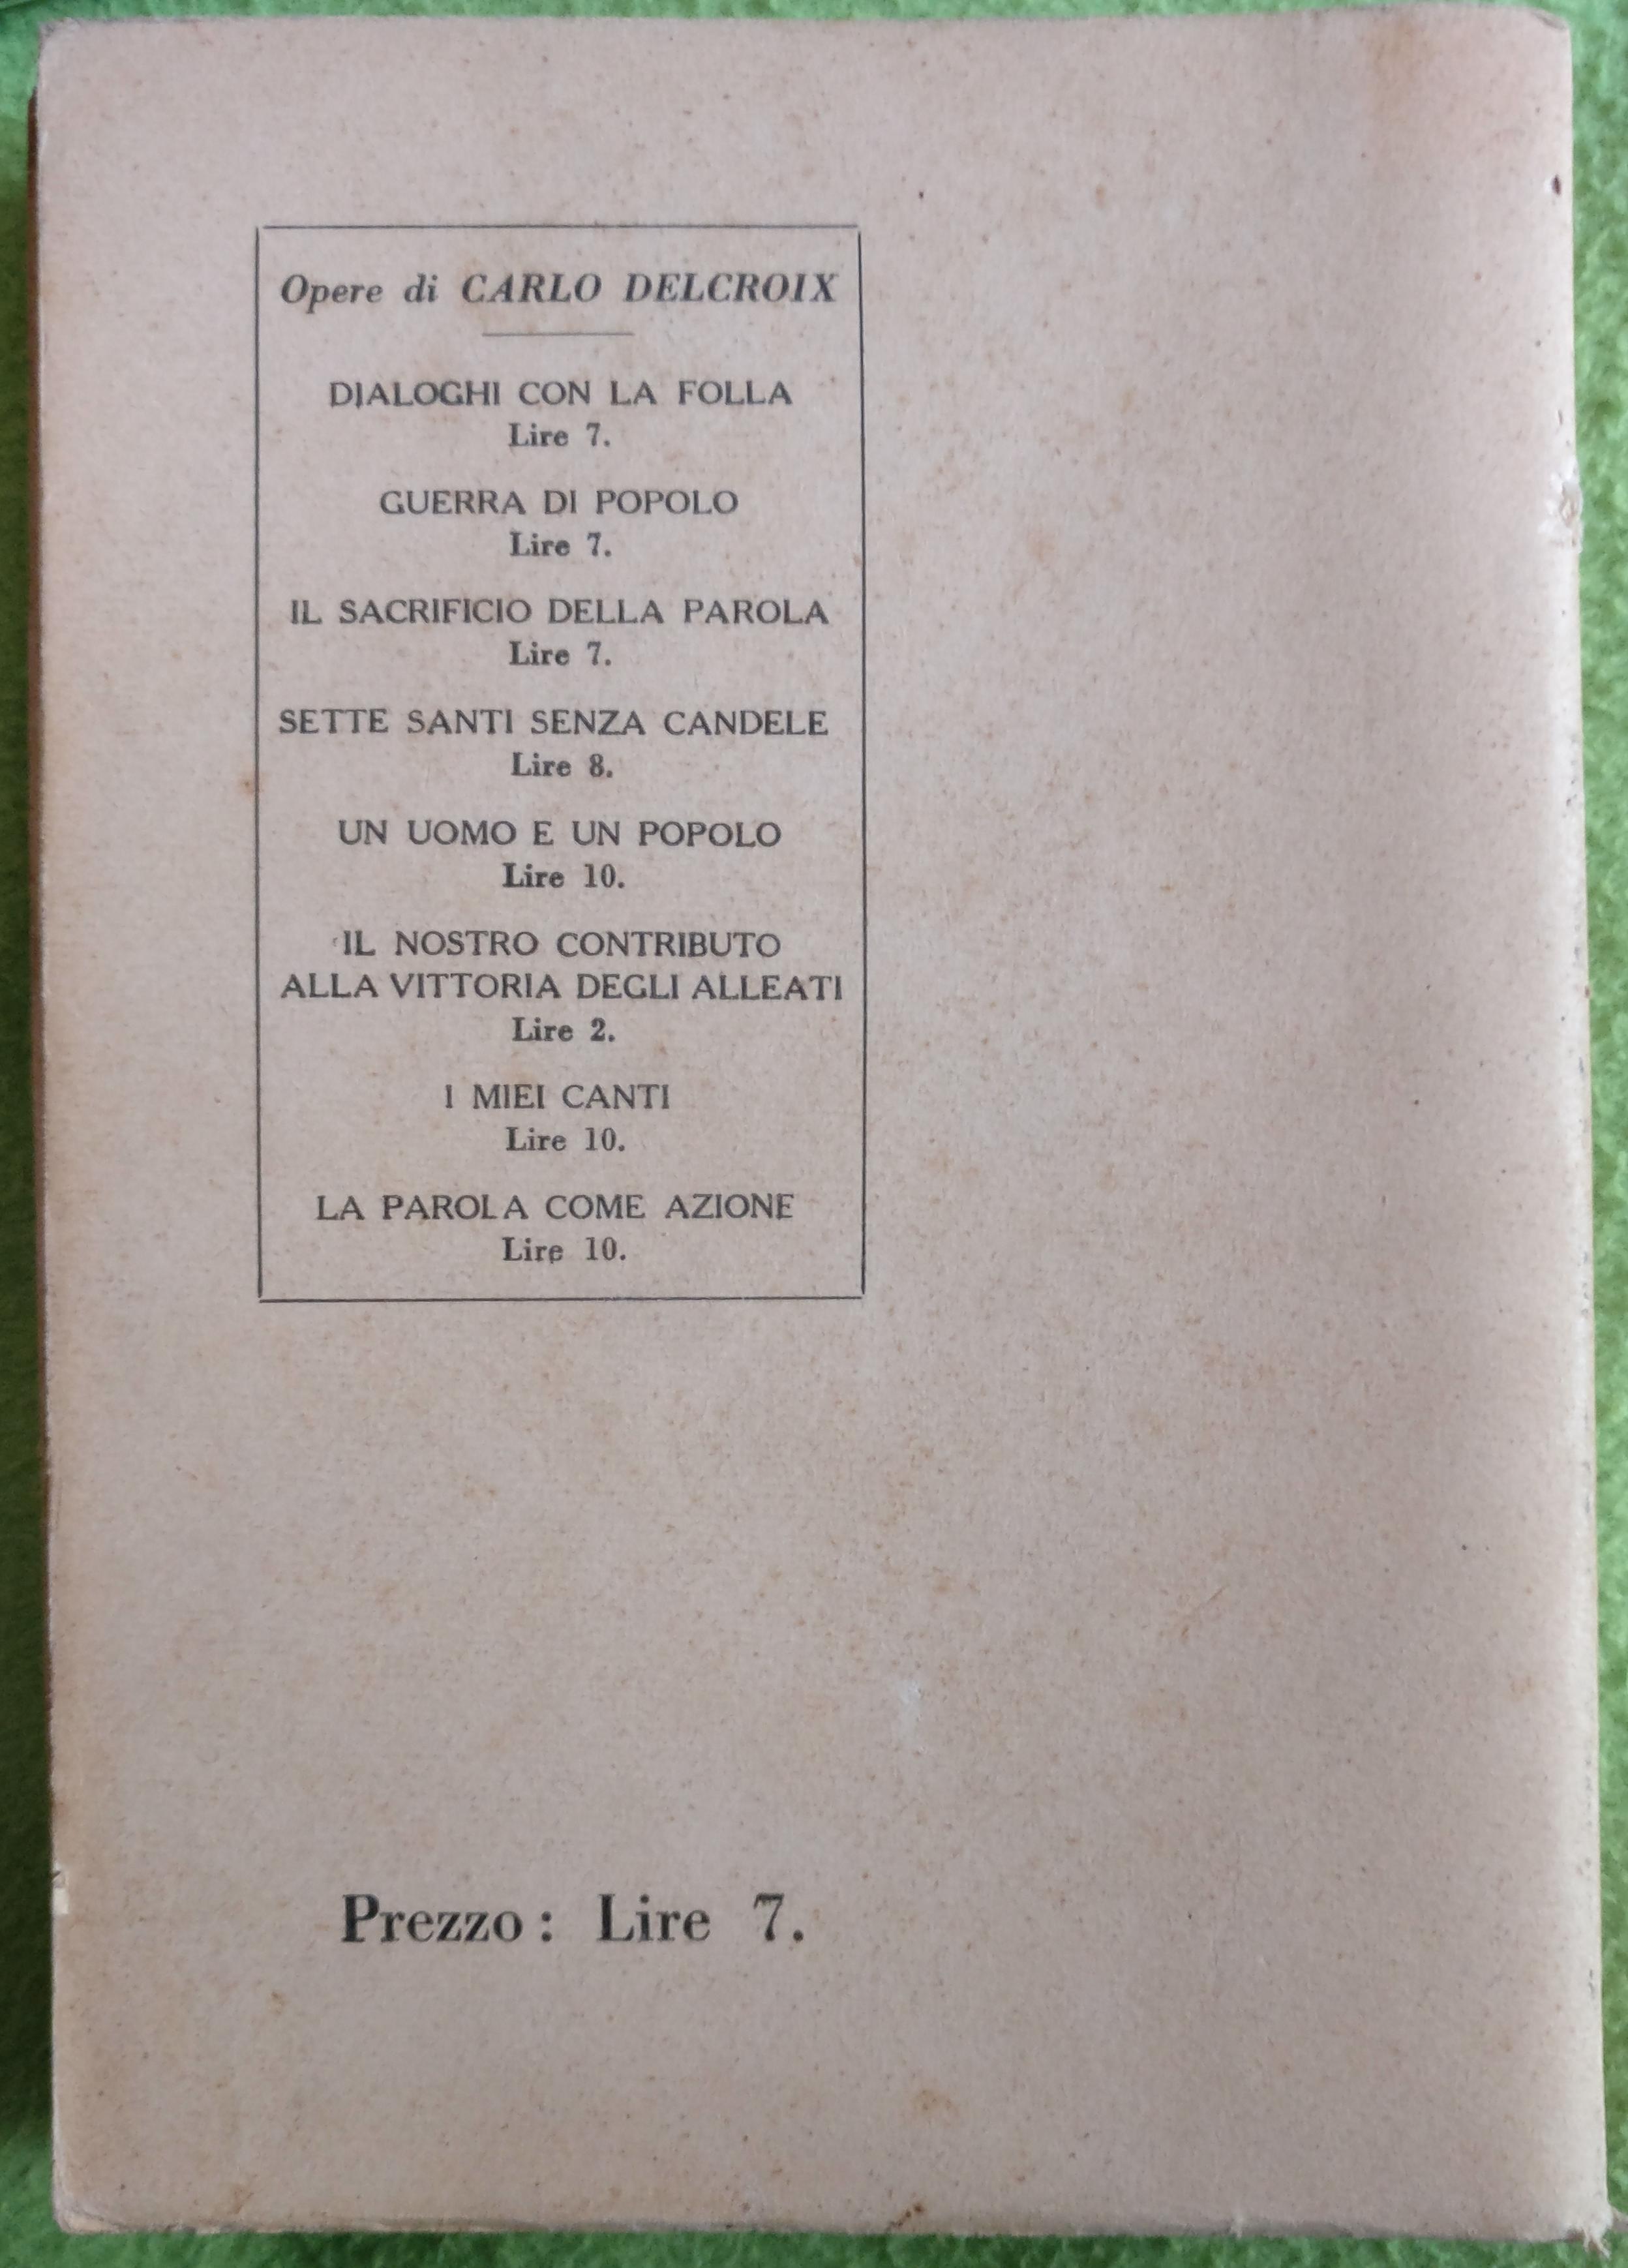 Opere di CARLO DELCROIX
DIALOGHI CON LA FOLLA
Lire 7.
GUERRA DI POPOLO
Lire 7.
IL SACRIFICIO DELLA PAROLA
Lire 7.
SETTE SANTI SENZA CANDELE
Lire 8.
UN UOMO E UN POPOLO
Lire 10.
IL NOSTRO CONTRIBUTO
ALLA VITTORIA DEGLI ALLEATI
Lire 2.
I MIEI CANTI
Lire 10.
LA PAROLA COME AZIONE
Lire 10.
Prezzo: Lire 7.